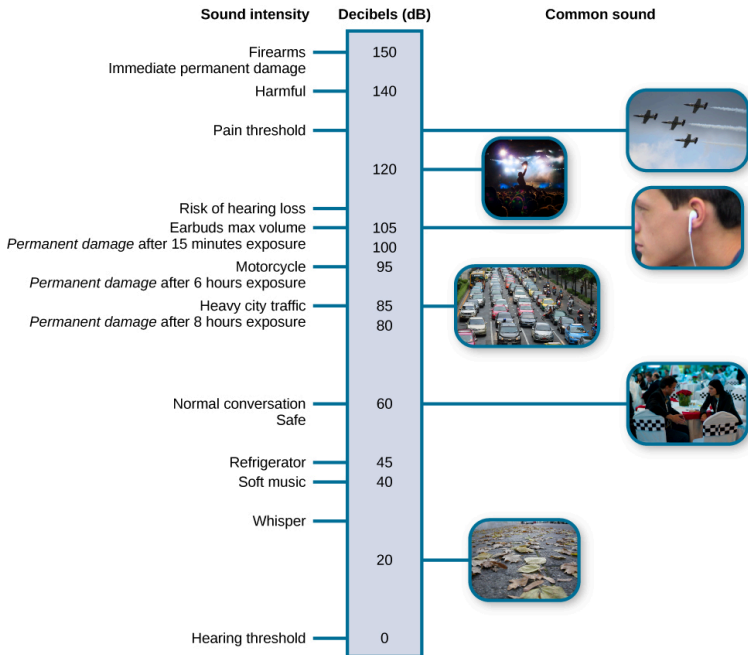 Sound intensity Decibels (dB) Common sound
Firearms 150
Immediate permanent damage
Harmful 140
Pain threshold
120
Risk of hearing loss
Earbuds max volume 105
Permanent damage after 15 minutes exposure 100
Motorcycle 95
Permanent damage after 6 hours exposure
Heavy city traffic 85
Permanent damage after 8 hours exposure 80
Normal conversation 60
Safe
Refrigerator 45
Soft music 40
Whisper
20
Hearing threshold 0